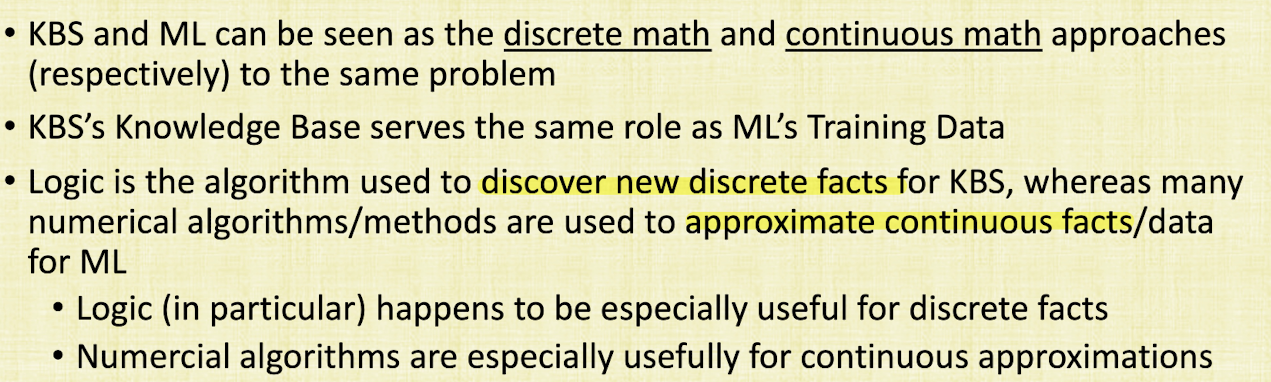 • KBS and ML can be seen as the discrete math and continuous math approaches
(respectively) to the same problem
• KBS’s Knowledge Base serves the same role as ML’s Training Data
• Logic is the algorithm used to discover new discrete facts for KBS, whereas many
numerical algorithms/methods are used to approximate continuous facts/data
for ML
• Logic (in particular) happens to be especially useful for discrete facts
• Numercial algorithms are especially usefully for continuous approximations